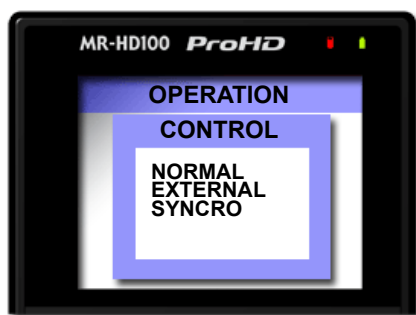 MR-HD100 ProHD
OPERATION
CONTROL
NORMAL
EXTERNAL
SYNCRO